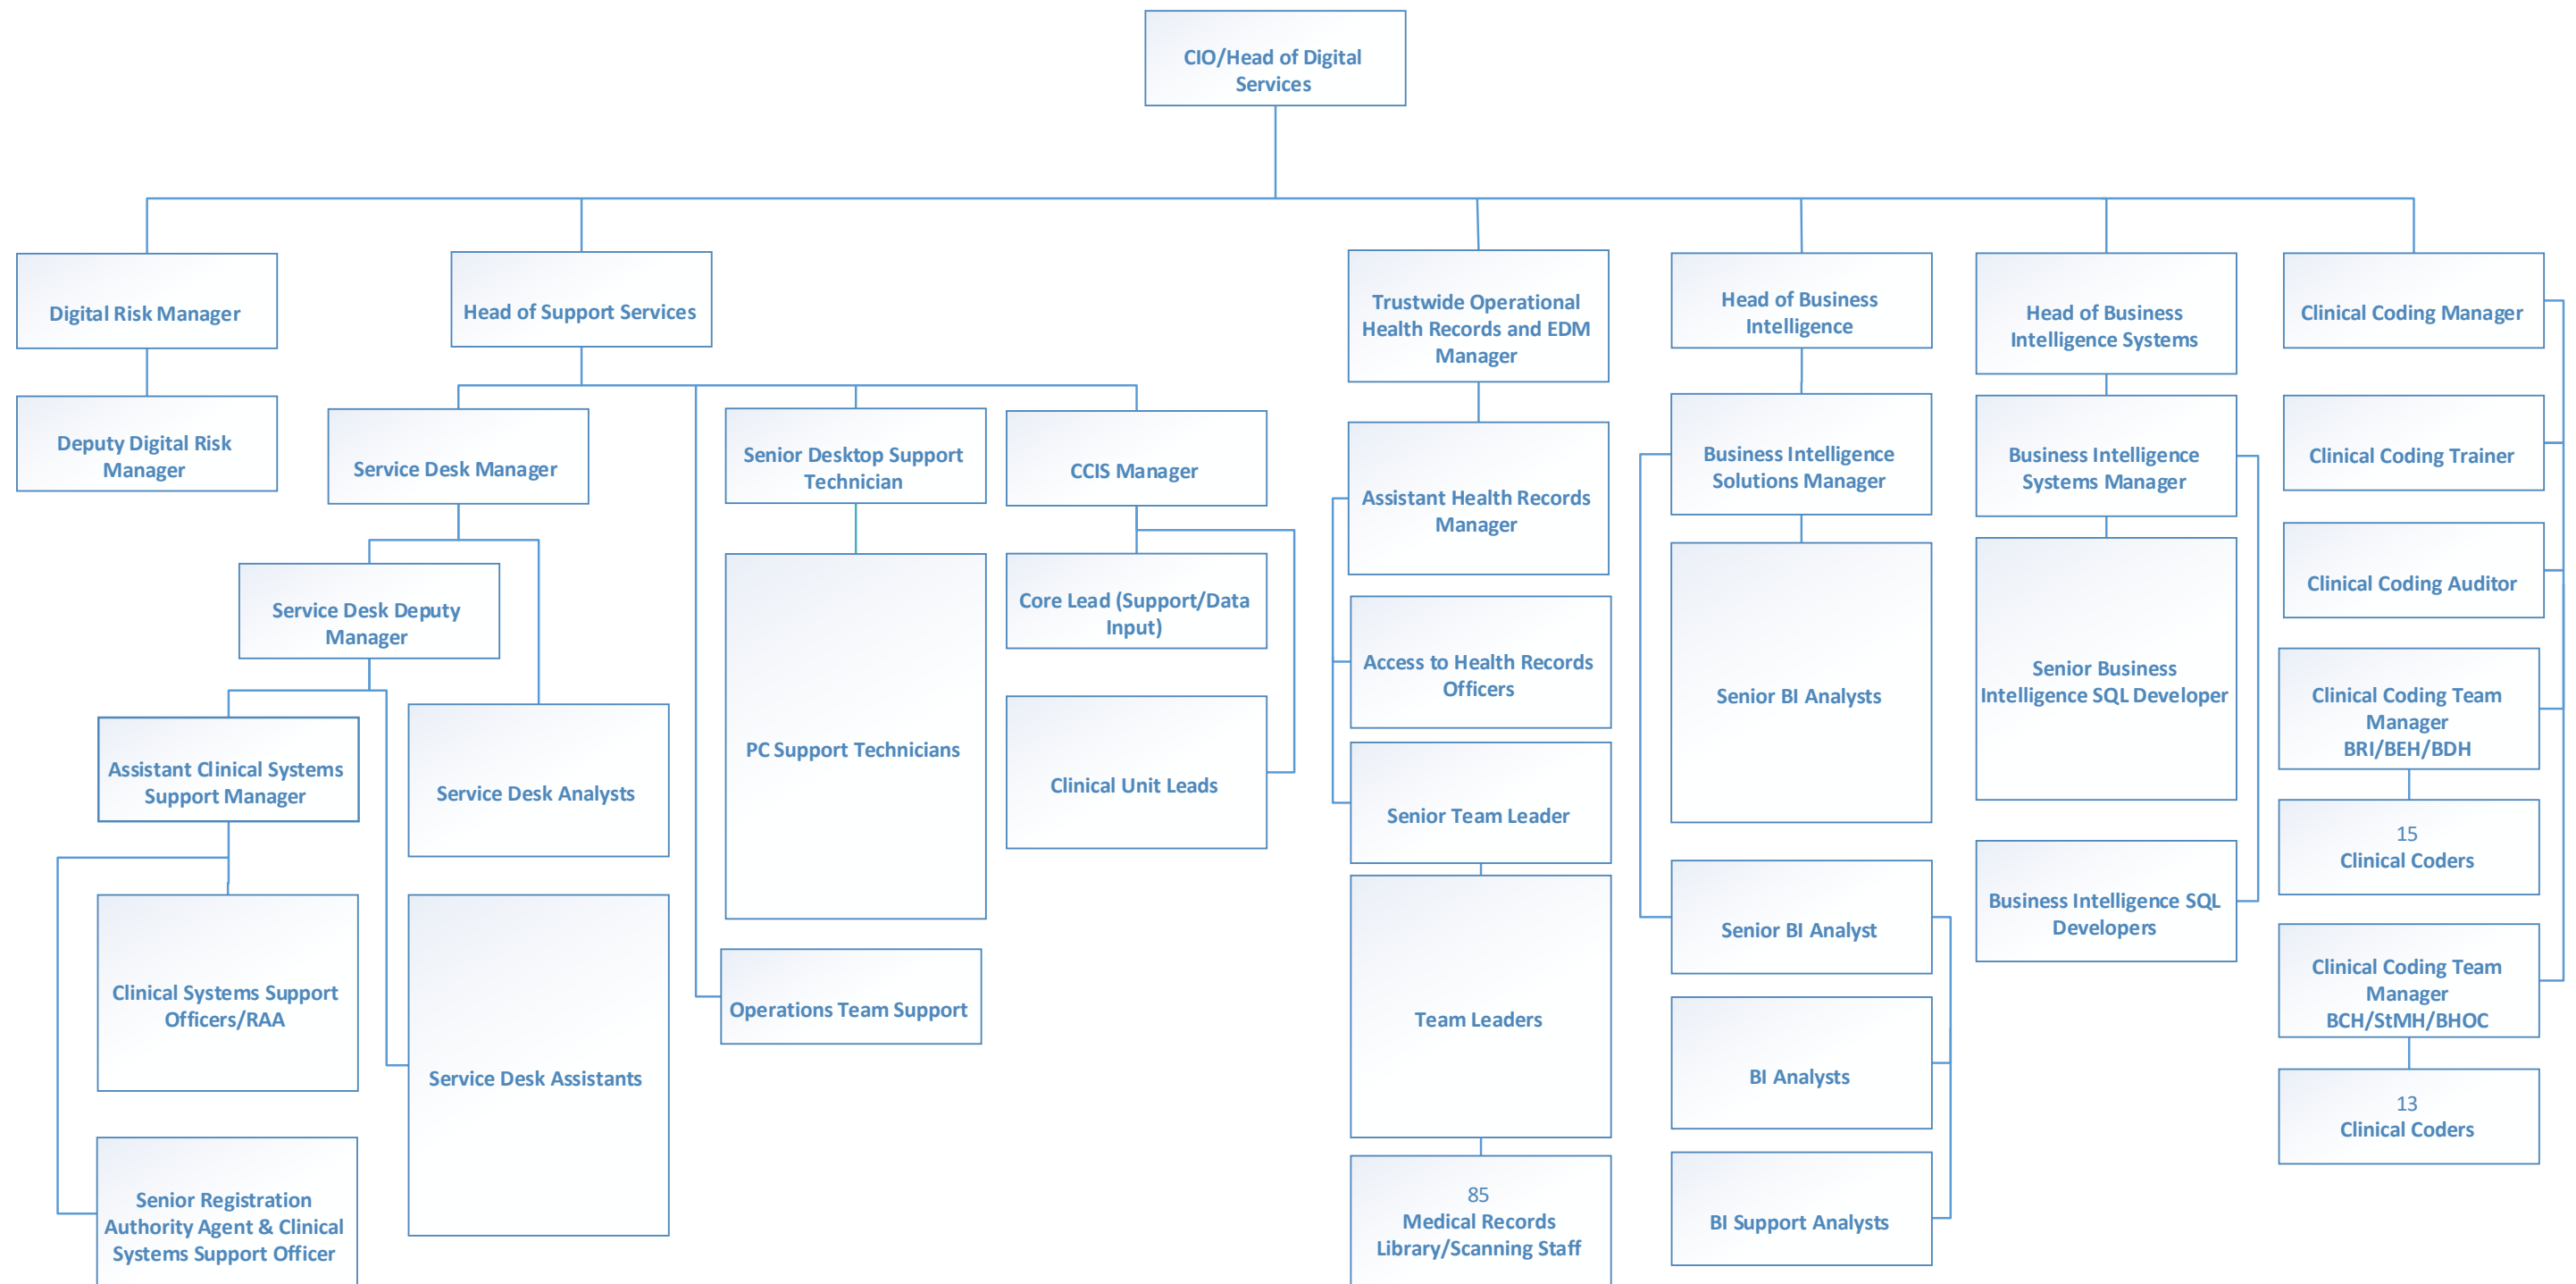 CIO/Head of Digital
Services
Digital Risk Manager
Head of Support Services
Trustwide Operational
Health Records and EDM
Manager
Head of Business
Intelligence
Head of Business
Intelligence Systems
Clinical Coding Manager
Deputy Digital Risk
Manager
Service Desk Manager
Senior Desktop Support
Technician
CCIS Manager
Assistant Health Records
Manager
Business Intelligence
Solutions Manager
Business Intelligence
Systems Manager
Clinical Coding Trainer
Service Desk Deputy
Manager
Core Lead (Support/Data
Input)
Access to Health Records
Officers
Senior BI Analysts
Senior Business
Intelligence SQL Developer
Clinical Coding Auditor
Clinical Coding Team
Manager
BRI/BEH/BDH
Assistant Clinical Systems
Support Manager
Service Desk Analysts
PC Support Technicians
Clinical Unit Leads
Senior Team Leader
15
Clinical Coders
Senior BI Analyst
Business Intelligence SQL
Developers
Clinical Coding Team
Manager
BCH/StMH/BHOC
Clinical Systems Support
Officers/RAA
Service Desk Assistants
Operations Team Support
Team Leaders
BI Analysts
13
Clinical Coders
Senior Registration
Authority Agent & Clinical
Systems Support Officer
85
Medical Records
Library/Scanning Staff
BI Support Analysts